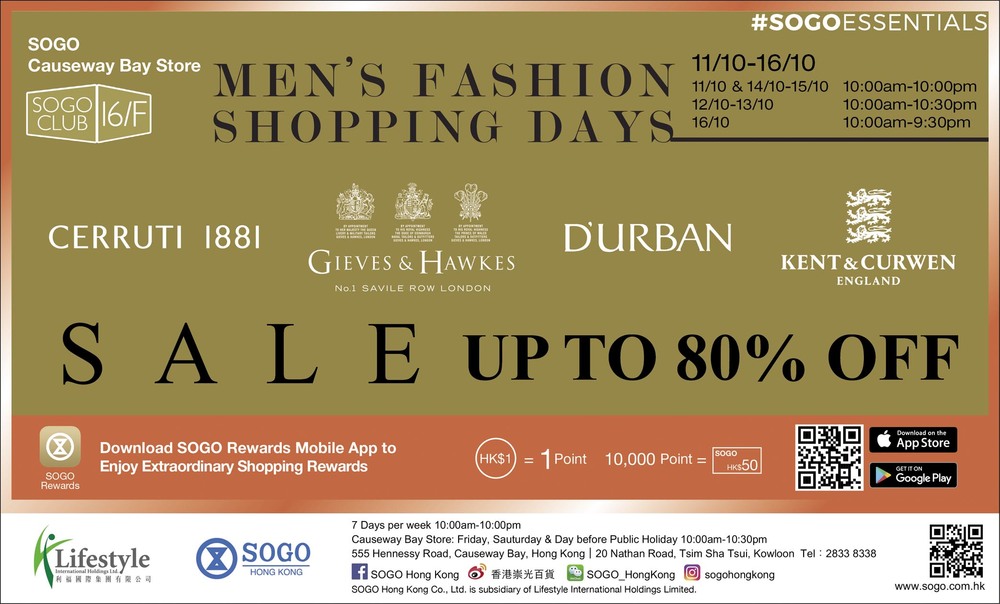 #SOGOESSENTIALS
SOGO
Causeway Bay Store
SOGO CLUB 16/F
MEN'S FASHION
SHOPPING DAYS
11/10-16/10
11/10 & 14/10-15/10 10:00am-10:00pm
12/10-13/10 10:00am-10:30pm
16/10 10:00am-9:30pm
CERRUTI 1881
GIEVES & HAWKES
No.1 SAVILE ROW LONDON
D'URBAN
KENT & CURWEN
ENGLAND
SALE UP TO 80% OFF
SOGO
Rewards
Download SOGO Rewards Mobile App to
Enjoy Extraordinary Shopping Rewards
HK$1 = 1 Point 10,000 Point = SOGO HK$50
Download on the
App Store
GET IT ON
Google Play
Lifestyle
International Holdings Ltd.
利福國際集團有限公司
SOGO
HONG KONG
7 Days per week 10:00am-10:00pm
Causeway Bay Store: Friday, Sauturday & Day before Public Holiday 10:00am-10:30pm
555 Hennessy Road, Causeway Bay, Hong Kong | 20 Nathan Road, Tsim Sha Tsui, Kowloon Tel : 2833 8338
SOGO Hong Kong 香港崇光百貨 SOGO_HongKong sogohongkong
SOGO Hong Kong Co., Ltd. is subsidiary of Lifestyle International Holdings Limited.
www.sogo.com.hk